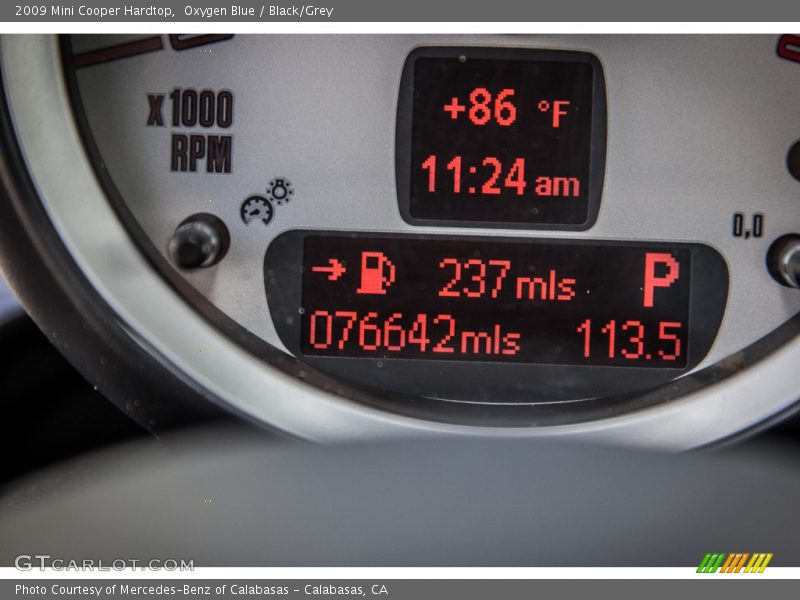 2009 Mini Cooper Hardtop,  Oxygen Blue / Black/Grey
x1000
RPM
+86 °F
11:24 am
0,0
→ 237 mls P
076642 mls 113.5
GTCARLOT.COM
Photo Courtesy of Mercedes-Benz of Calabasas - Calabasas, CA